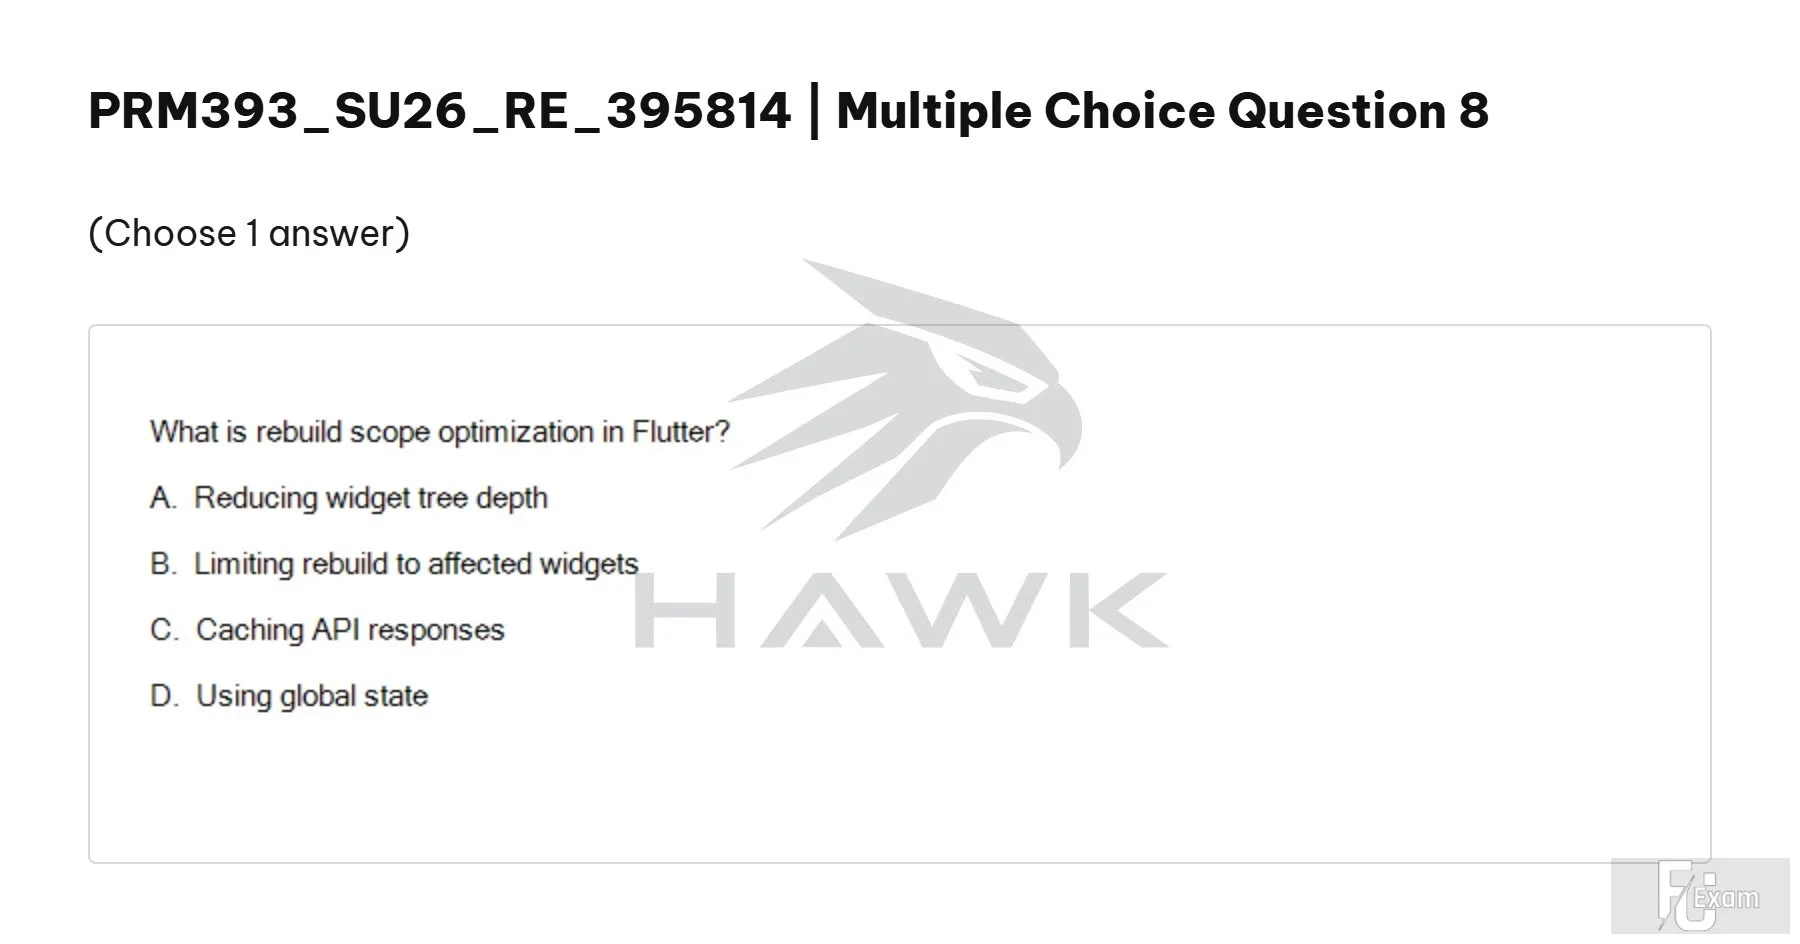 PRM393_SU26_RE_395814 | Multiple Choice Question 8
(Choose 1 answer)
What is rebuild scope optimization in Flutter?
A. Reducing widget tree depth
B. Limiting rebuild to affected widgets
C. Caching API responses
D. Using global state
HAWK
FU Exam